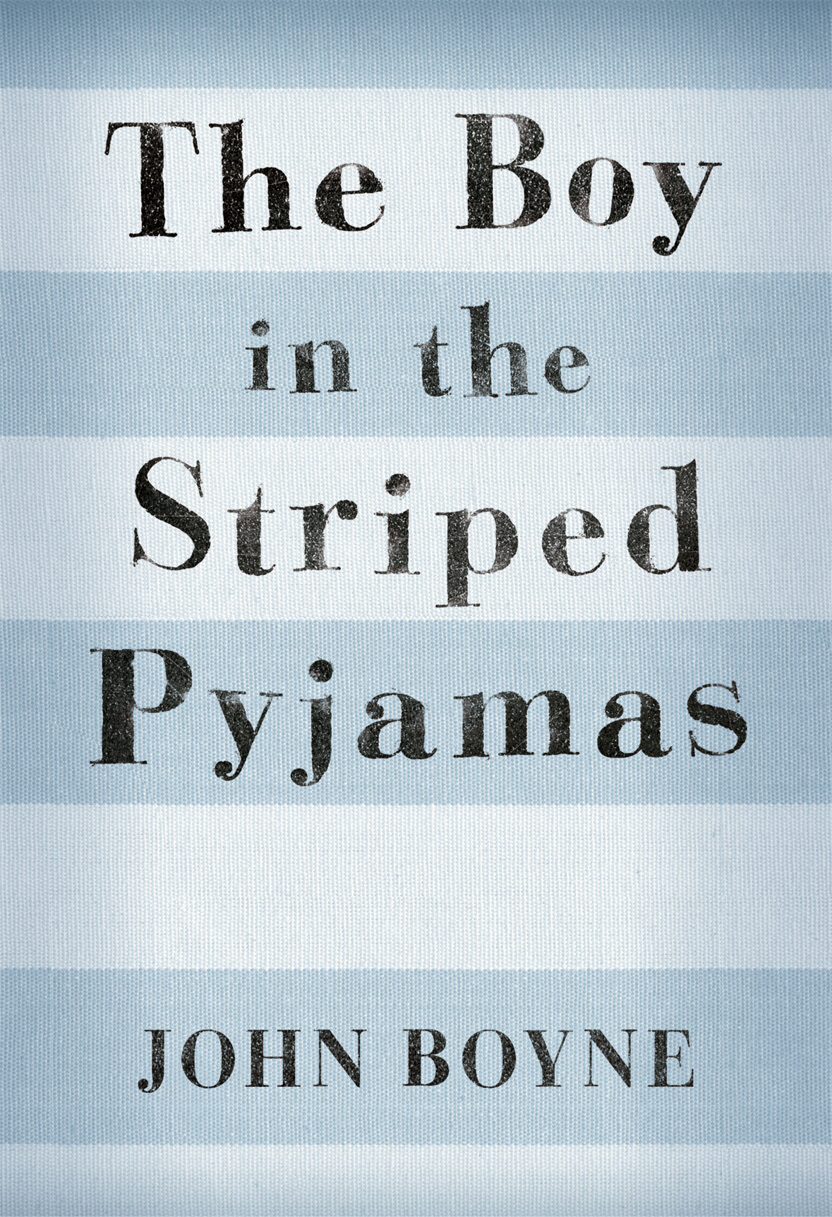 The Boy
in the
Striped
Pyjamas
JOHN BOYNE